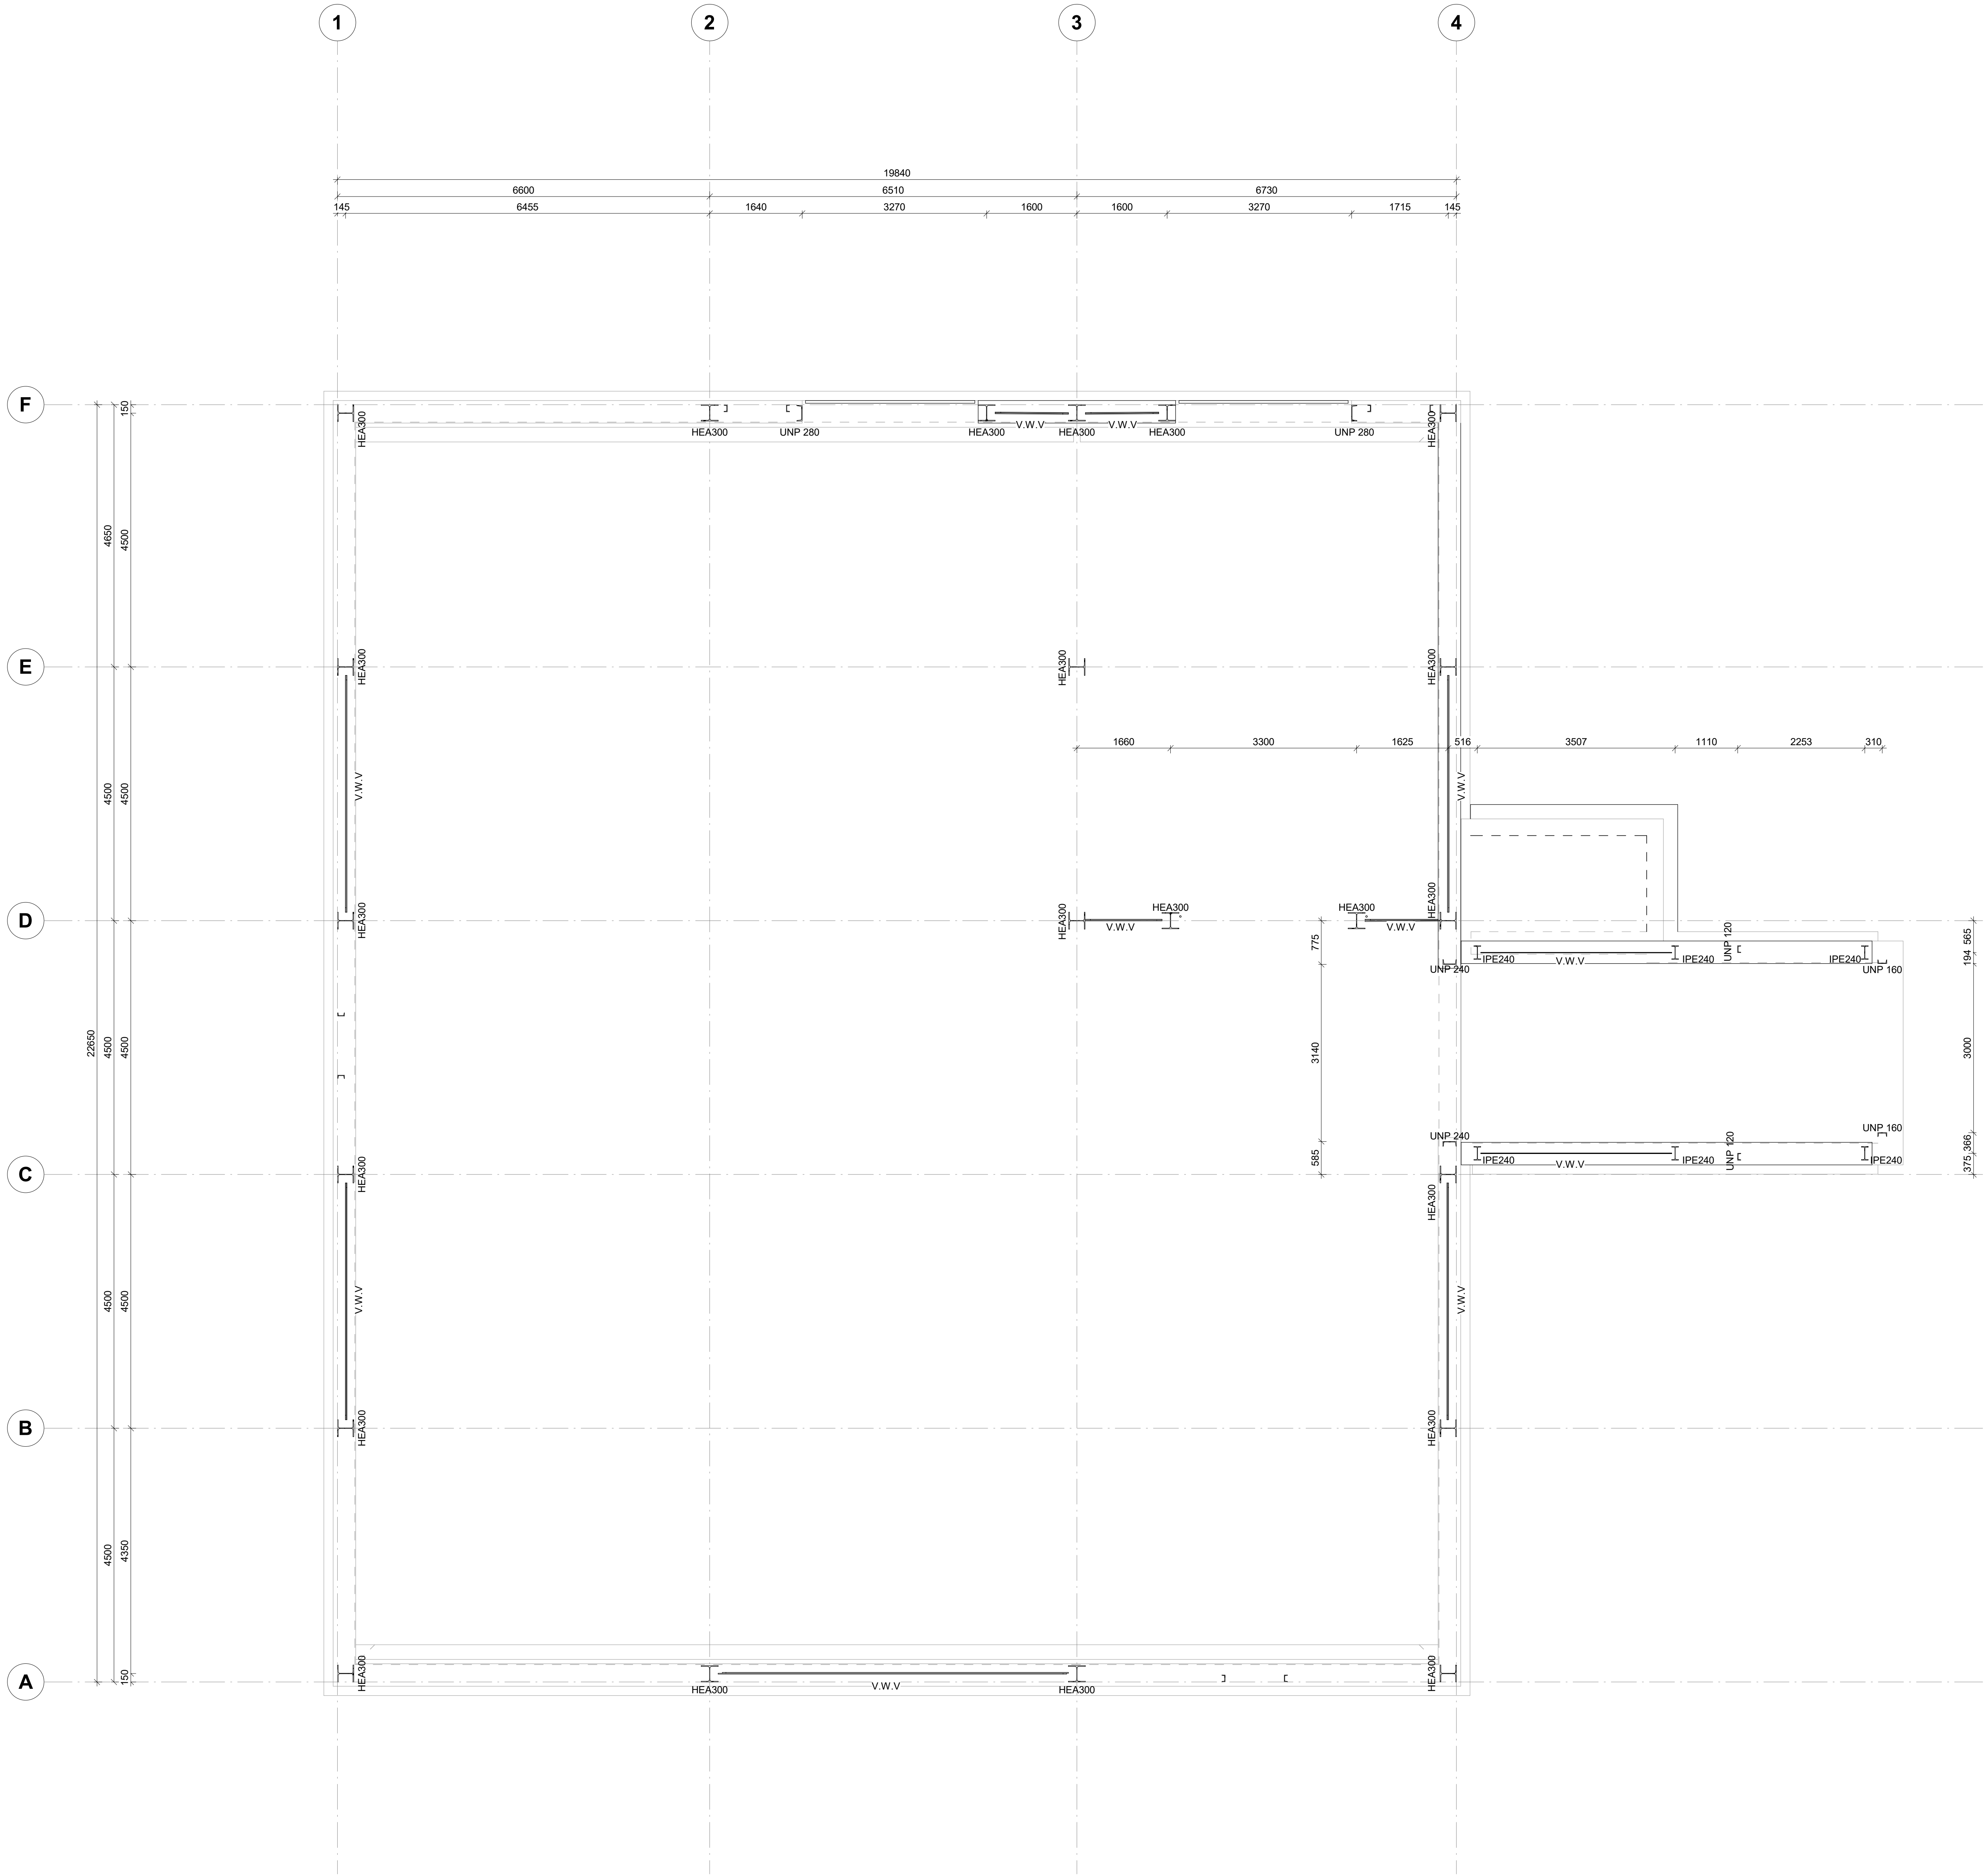 1 2 3 4
19840
6600 6510 6730
145 6455 1640 3270 1600 1600 3270 1715 145
F
150
HEA300
HEA300 UNP 280 HEA300 V.W.V HEA300 V.W.V HEA300 UNP 280
HEA300
4650 4500
E
HEA300 HEA300 HEA300
1660 3300 1625 516 3507 1110 2253 310
4500 4500 V.W.V V.W.V
D
HEA300 HEA300 V.W.V HEA300 HEA300 V.W.V HEA300
775 565
UNP 240 IPE240 V.W.V IPE240 UNP 120 IPE240 UNP 160
194
22650 4500 4500 3140 3000
UNP 240 UNP 160
585 IPE240 V.W.V IPE240 UNP 120 IPE240 366
375
C
HEA300 HEA300
4500 4500 V.W.V V.W.V
B
HEA300 HEA300
4500 4350
A
150
HEA300 HEA300 V.W.V HEA300 HEA300